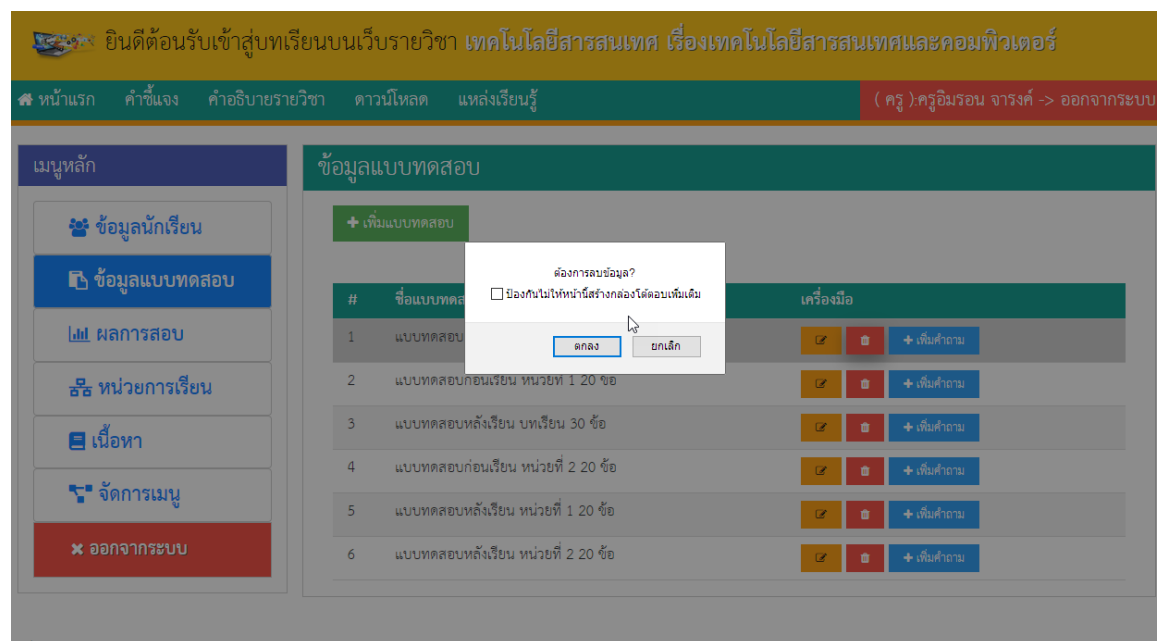 ยินดีต้อนรับเข้าสู่บทเรียนบนเว็บรายวิชา เทคโนโลยีสารสนเทศ เรื่องเทคโนโลยีสารสนเทศและคอมพิวเตอร์
หน้าแรก คำชี้แจง คำอธิบายรายวิชา ดาวน์โหลด แหล่งเรียนรู้ ( ครู ):ครูอิมรอน จารงค์ -> ออกจากระบบ
เมนูหลัก
ข้อมูลนักเรียน
ข้อมูลแบบทดสอบ
ผลการสอบ
หน่วยการเรียน
เนื้อหา
จัดการเมนู
ออกจากระบบ
ข้อมูลแบบทดสอบ
เพิ่มแบบทดสอบ
ต้องการลบข้อมูล?
ป้องกันไม่ให้หน้านี้สร้างกล่องโต้ตอบเพิ่มเติม
ตกลง ยกเลิก
# ชื่อแบบทดส เครื่องมือ
1 แบบทดสอบ เพิ่มคำถาม
2 แบบทดสอบก่อนเรียน หน่วยที่ 1 20 ข้อ เพิ่มคำถาม
3 แบบทดสอบหลังเรียน บทเรียน 30 ข้อ เพิ่มคำถาม
4 แบบทดสอบก่อนเรียน หน่วยที่ 2 20 ข้อ เพิ่มคำถาม
5 แบบทดสอบหลังเรียน หน่วยที่ 1 20 ข้อ เพิ่มคำถาม
6 แบบทดสอบหลังเรียน หน่วยที่ 2 20 ข้อ เพิ่มคำถาม